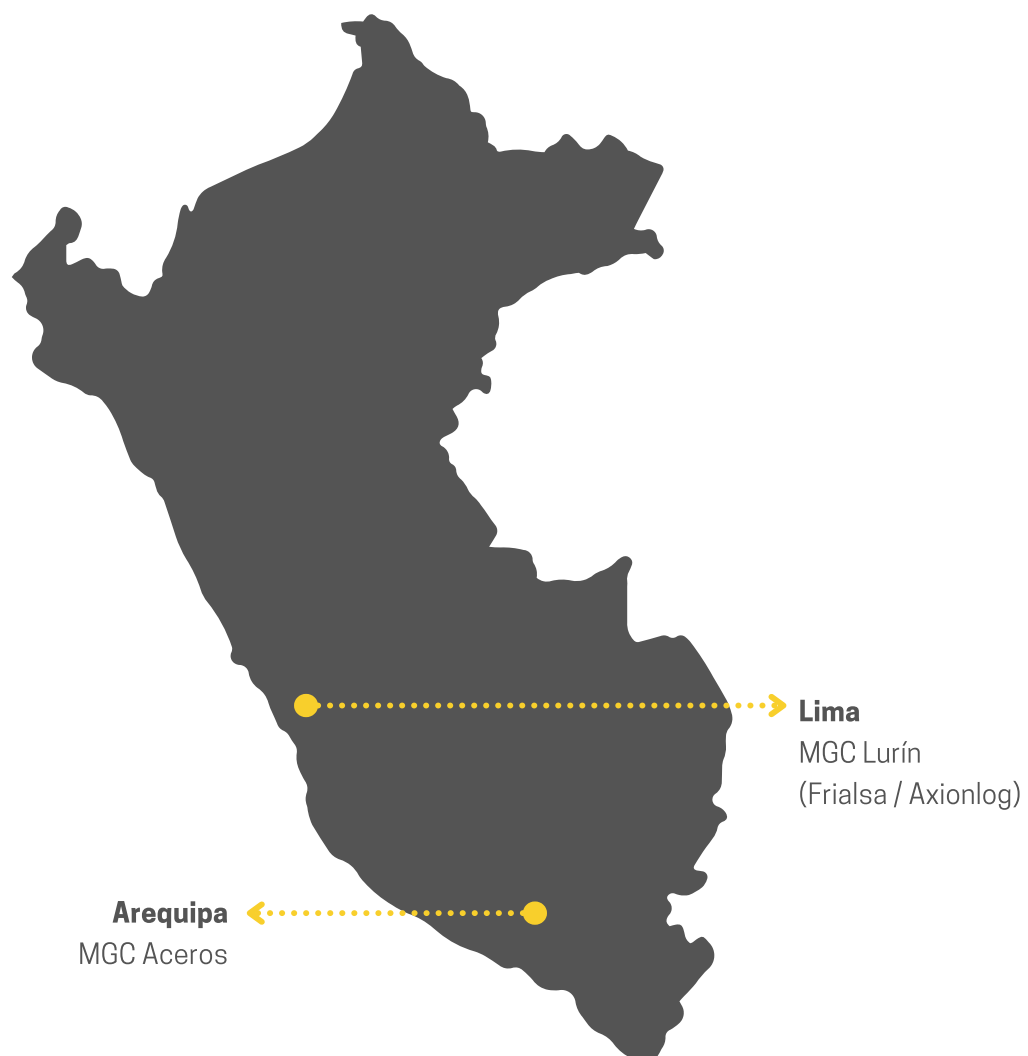 Lima
MGC Lurín
(Frialsa / Axionlog)
Arequipa
MGC Aceros